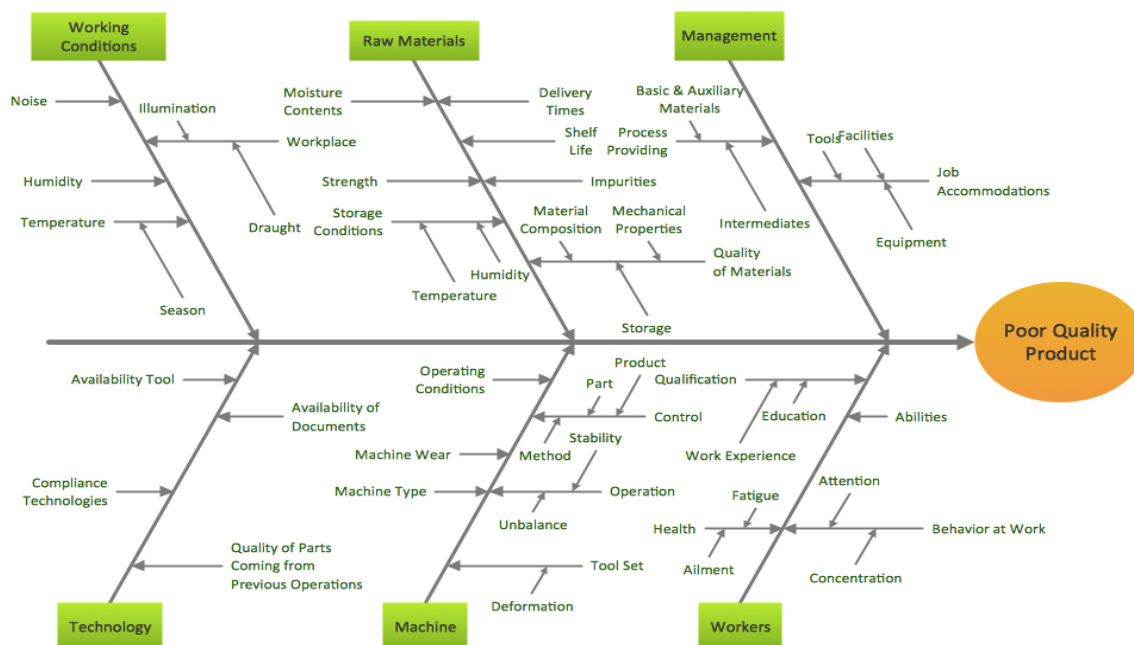 Working
Conditions
Raw Materials
Management
Noise
Illumination
Workplace
Humidity
Temperature
Draught
Season
Moisture
Contents
Delivery
Times
Shelf
Life
Strength
Impurities
Storage
Conditions
Material
Composition
Mechanical
Properties
Humidity
Temperature
Quality
of Materials
Storage
Basic & Auxiliary
Materials
Process
Providing
Intermediates
Tools
Facilities
Job
Accommodations
Equipment
Poor Quality
Product
Availability Tool
Availability of
Documents
Compliance
Technologies
Quality of Parts
Coming from
Previous Operations
Technology
Operating
Conditions
Product
Part
Control
Method
Stability
Machine Wear
Machine Type
Operation
Unbalance
Tool Set
Deformation
Machine
Qualification
Education
Work Experience
Abilities
Attention
Fatigue
Health
Behavior at Work
Ailment
Concentration
Workers